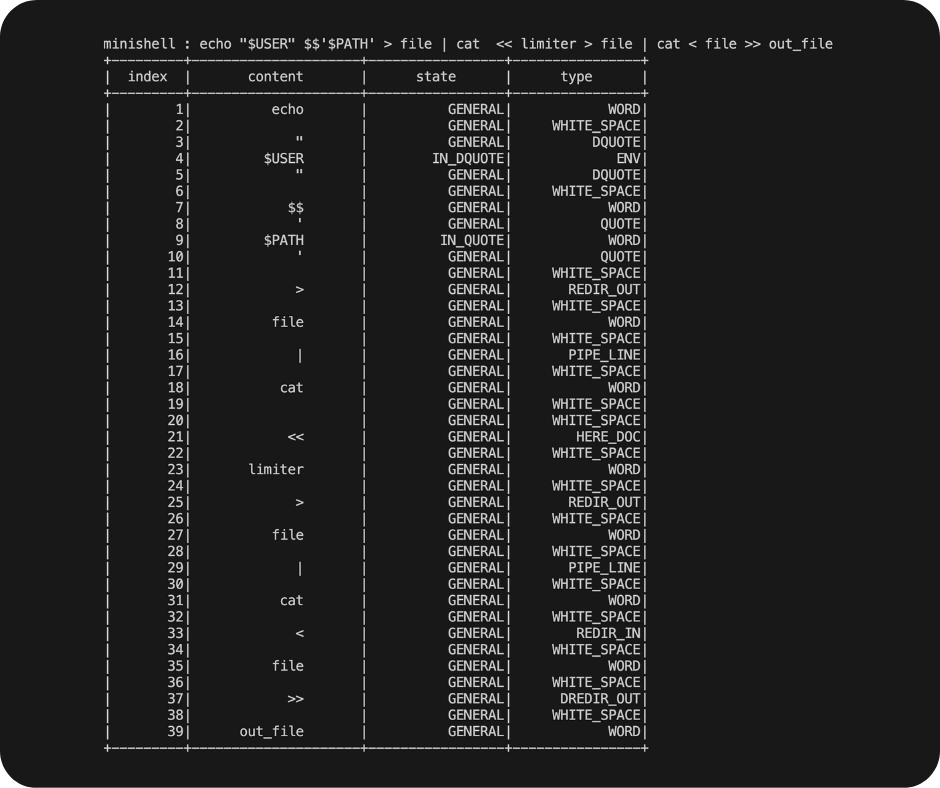 minishell : echo "$USER" $$'$PATH' > file | cat  << limiter > file | cat < file >> out_file
| index | content | state | type |
| 1| echo | GENERAL| WORD|
| 2| | GENERAL| WHITE_SPACE|
| 3| " | GENERAL| DQUOTE|
| 4| $USER | IN_DQUOTE| ENV|
| 5| " | GENERAL| DQUOTE|
| 6| | GENERAL| WHITE_SPACE|
| 7| $$ | GENERAL| WORD|
| 8| ' | GENERAL| QUOTE|
| 9| $PATH | IN_QUOTE| WORD|
| 10| ' | GENERAL| QUOTE|
| 11| | GENERAL| WHITE_SPACE|
| 12| > | GENERAL| REDIR_OUT|
| 13| | GENERAL| WHITE_SPACE|
| 14| file | GENERAL| WORD|
| 15| | GENERAL| WHITE_SPACE|
| 16| | | GENERAL| PIPE_LINE|
| 17| | GENERAL| WHITE_SPACE|
| 18| cat | GENERAL| WORD|
| 19| | GENERAL| WHITE_SPACE|
| 20| | GENERAL| WHITE_SPACE|
| 21| << | GENERAL| HERE_DOC|
| 22| | GENERAL| WHITE_SPACE|
| 23| limiter | GENERAL| WORD|
| 24| | GENERAL| WHITE_SPACE|
| 25| > | GENERAL| REDIR_OUT|
| 26| | GENERAL| WHITE_SPACE|
| 27| file | GENERAL| WORD|
| 28| | GENERAL| WHITE_SPACE|
| 29| | | GENERAL| PIPE_LINE|
| 30| | GENERAL| WHITE_SPACE|
| 31| cat | GENERAL| WORD|
| 32| | GENERAL| WHITE_SPACE|
| 33| < | GENERAL| REDIR_IN|
| 34| | GENERAL| WHITE_SPACE|
| 35| file | GENERAL| WORD|
| 36| | GENERAL| WHITE_SPACE|
| 37| >> | GENERAL| DREDIR_OUT|
| 38| | GENERAL| WHITE_SPACE|
| 39| out_file | GENERAL| WORD|